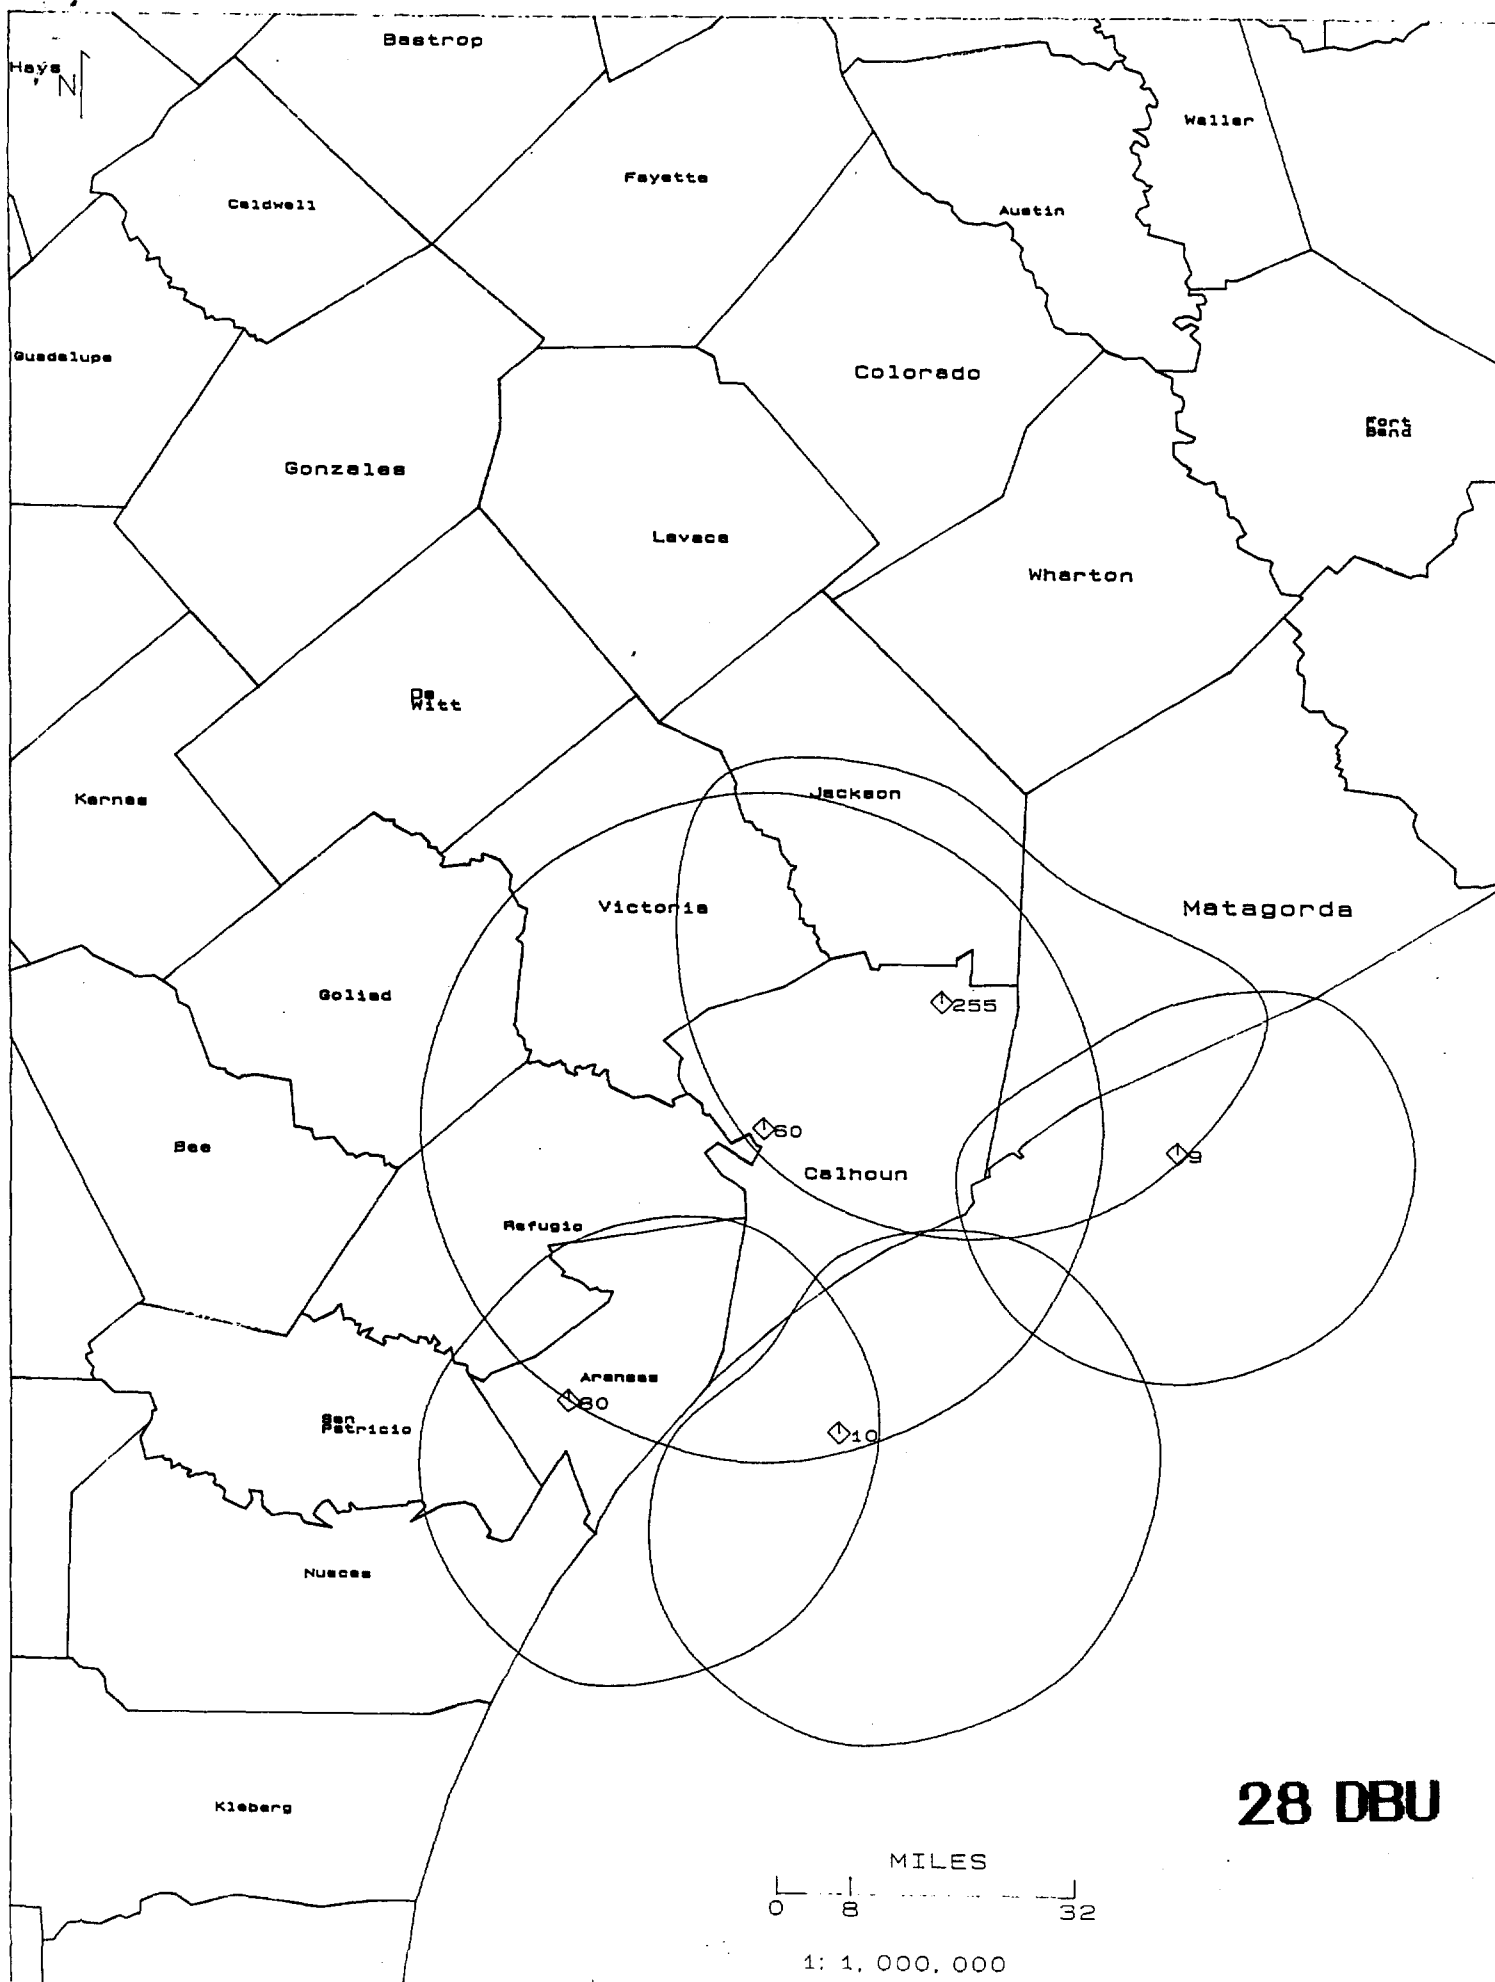 Bastrop
Hays
N
Waller
Fayette
Caldwell
Austin
Guadalupe
Colorado
Fort
Bend
Gonzales
Lavaca
Wharton
De
Witt
Jackson
Karnes
Victoria
Matagorda
Goliad
255
60
Bee
9
Calhoun
Refugio
Aransas
80
San
Patricio
10
Nueces
28 DBU
Kleberg
MILES
0 8 32
1: 1,000,000